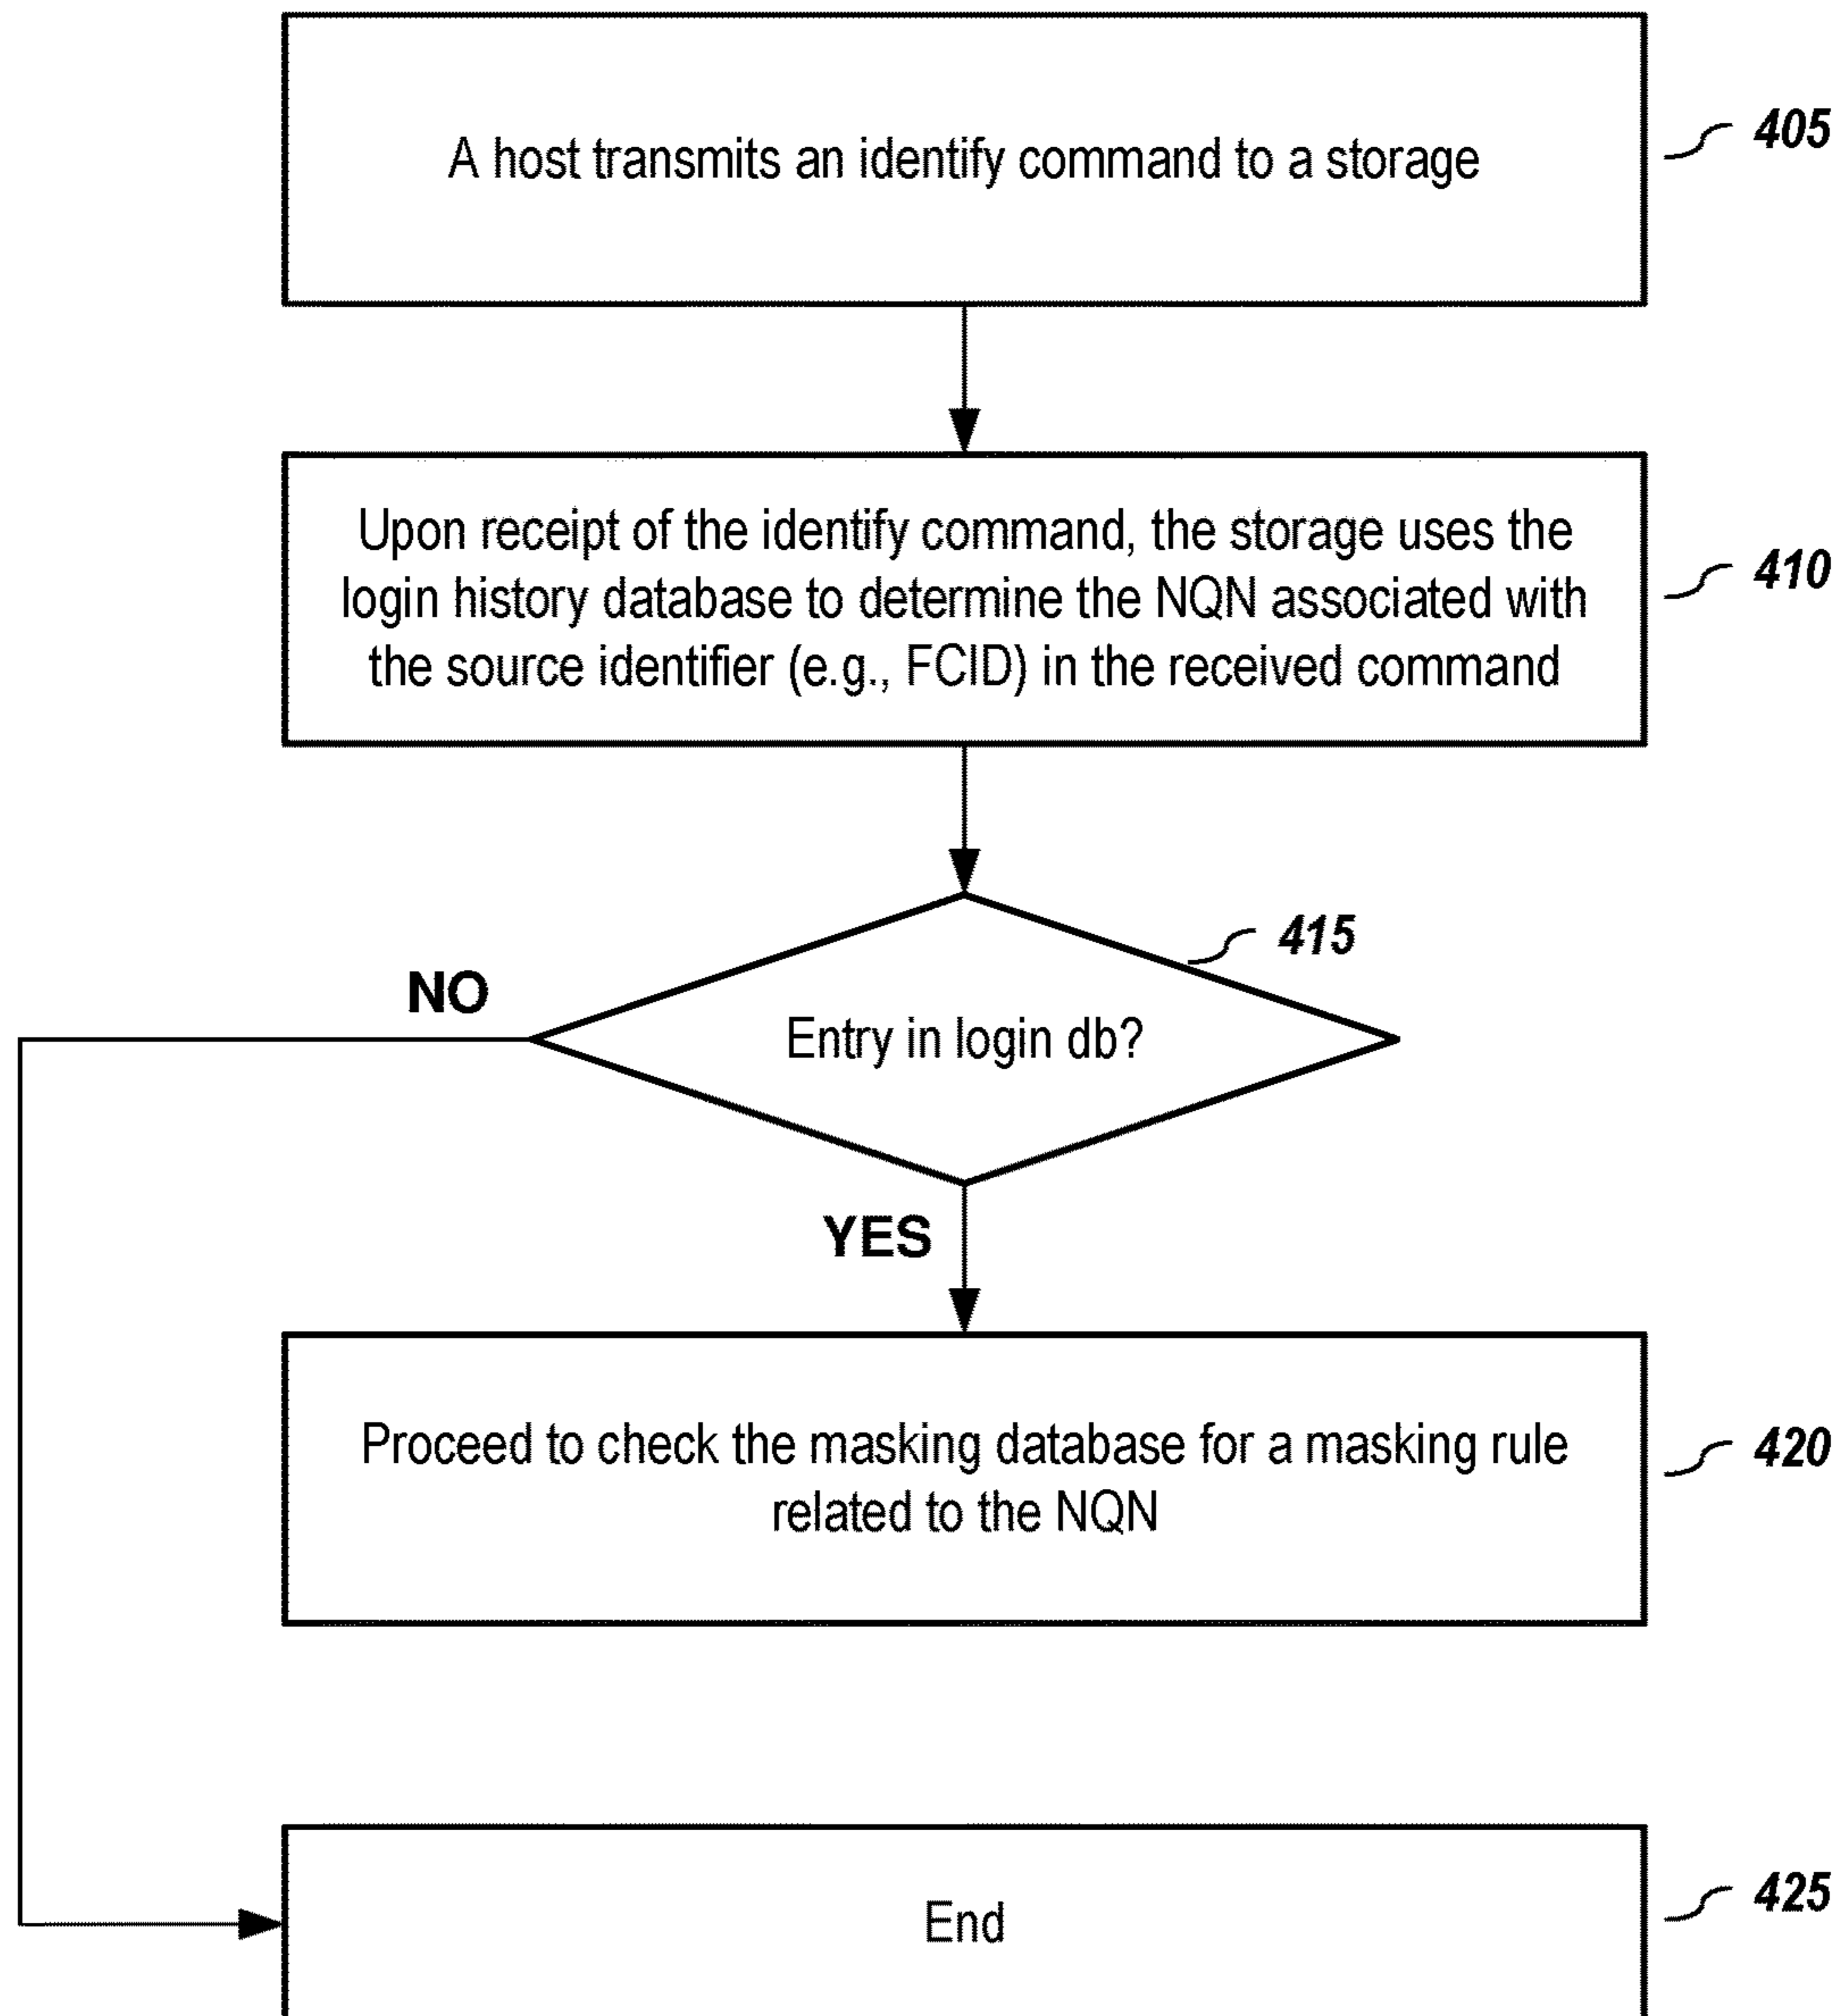 A host transmits an identify command to a storage
405
Upon receipt of the identify command, the storage uses the
login history database to determine the NQN associated with
the source identifier (e.g., FCID) in the received command
410
415
NO
Entry in login db?
YES
Proceed to check the masking database for a masking rule
related to the NQN
420
End
425